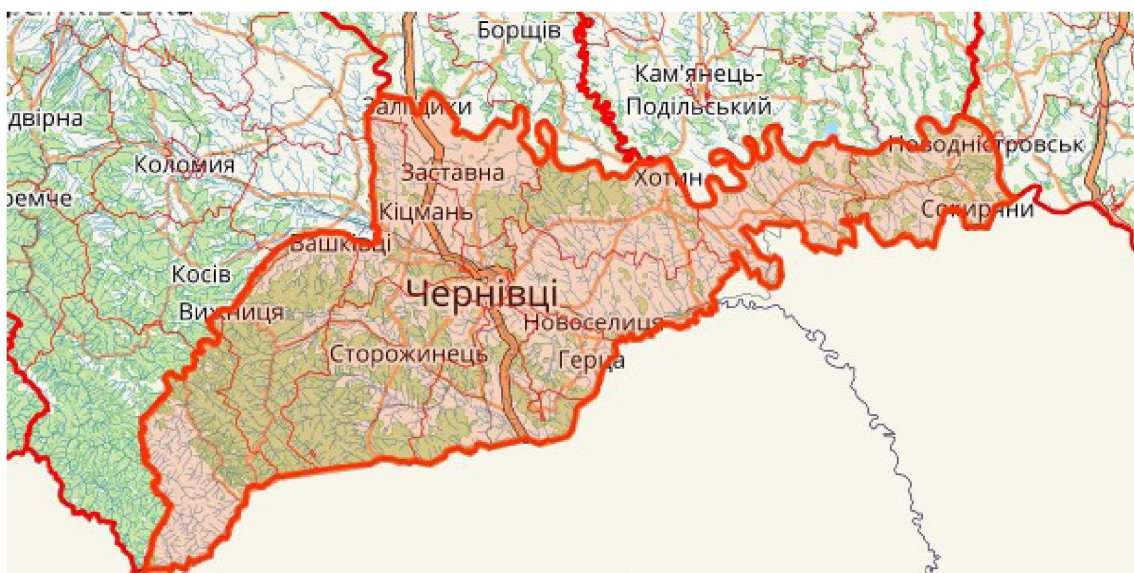 Борщів
Кам'янець-
Подільський
Заліщики
двірна
Новодністровськ
Коломия
Заставна
Хотин
ремче
Кіцмань
Сокиряни
Вашківці
Косів
Чернівці
Вижниця
Новоселиця
Сторожинець
Герца